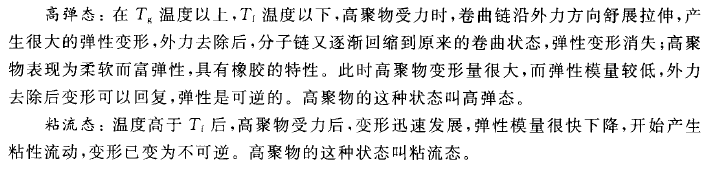 高弹态：在 Tg 温度以上，Tf 温度以下，高聚物受力时，卷曲链沿外力方向舒展拉伸，产
生很大的弹性变形，外力去除后，分子链又逐渐回缩到原来的卷曲状态，弹性变形消失；高聚
物表现为柔软而富弹性，具有橡胶的特性。此时高聚物变形量很大，而弹性模量较低，外力
去除后变形可以回复，弹性是可逆的。高聚物的这种状态叫高弹态。
粘流态：温度高于 Tf 后，高聚物受力后，变形迅速发展，弹性模量很快下降，开始产生
粘性流动，变形已变为不可逆。高聚物的这种状态叫粘流态。